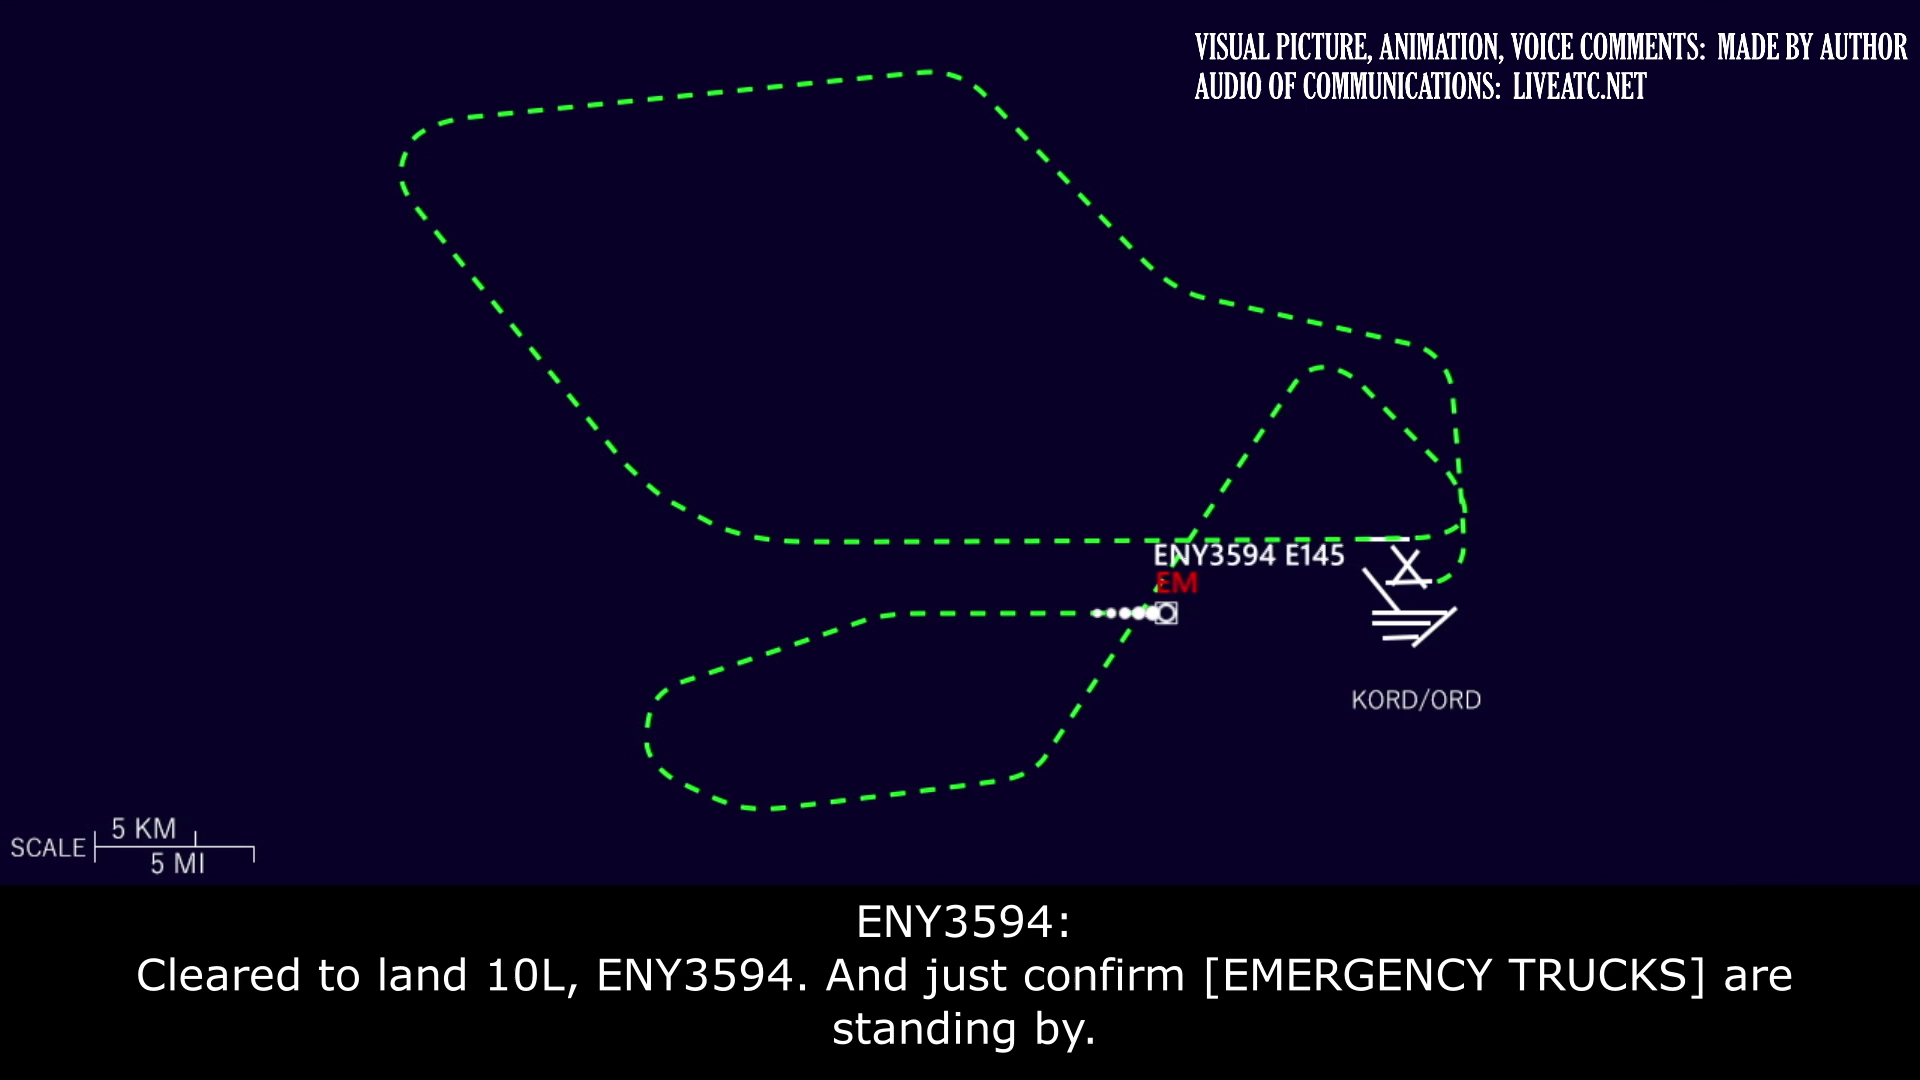 VISUAL PICTURE, ANIMATION, VOICE COMMENTS: MADE BY AUTHOR
AUDIO OF COMMUNICATIONS: LIVEATC.NET
ENY3594 E145
EM
KORD/ORD
5 KM
SCALE
5 MI
ENY3594:
Cleared to land 10L, ENY3594. And just confirm [EMERGENCY TRUCKS] are
standing by.